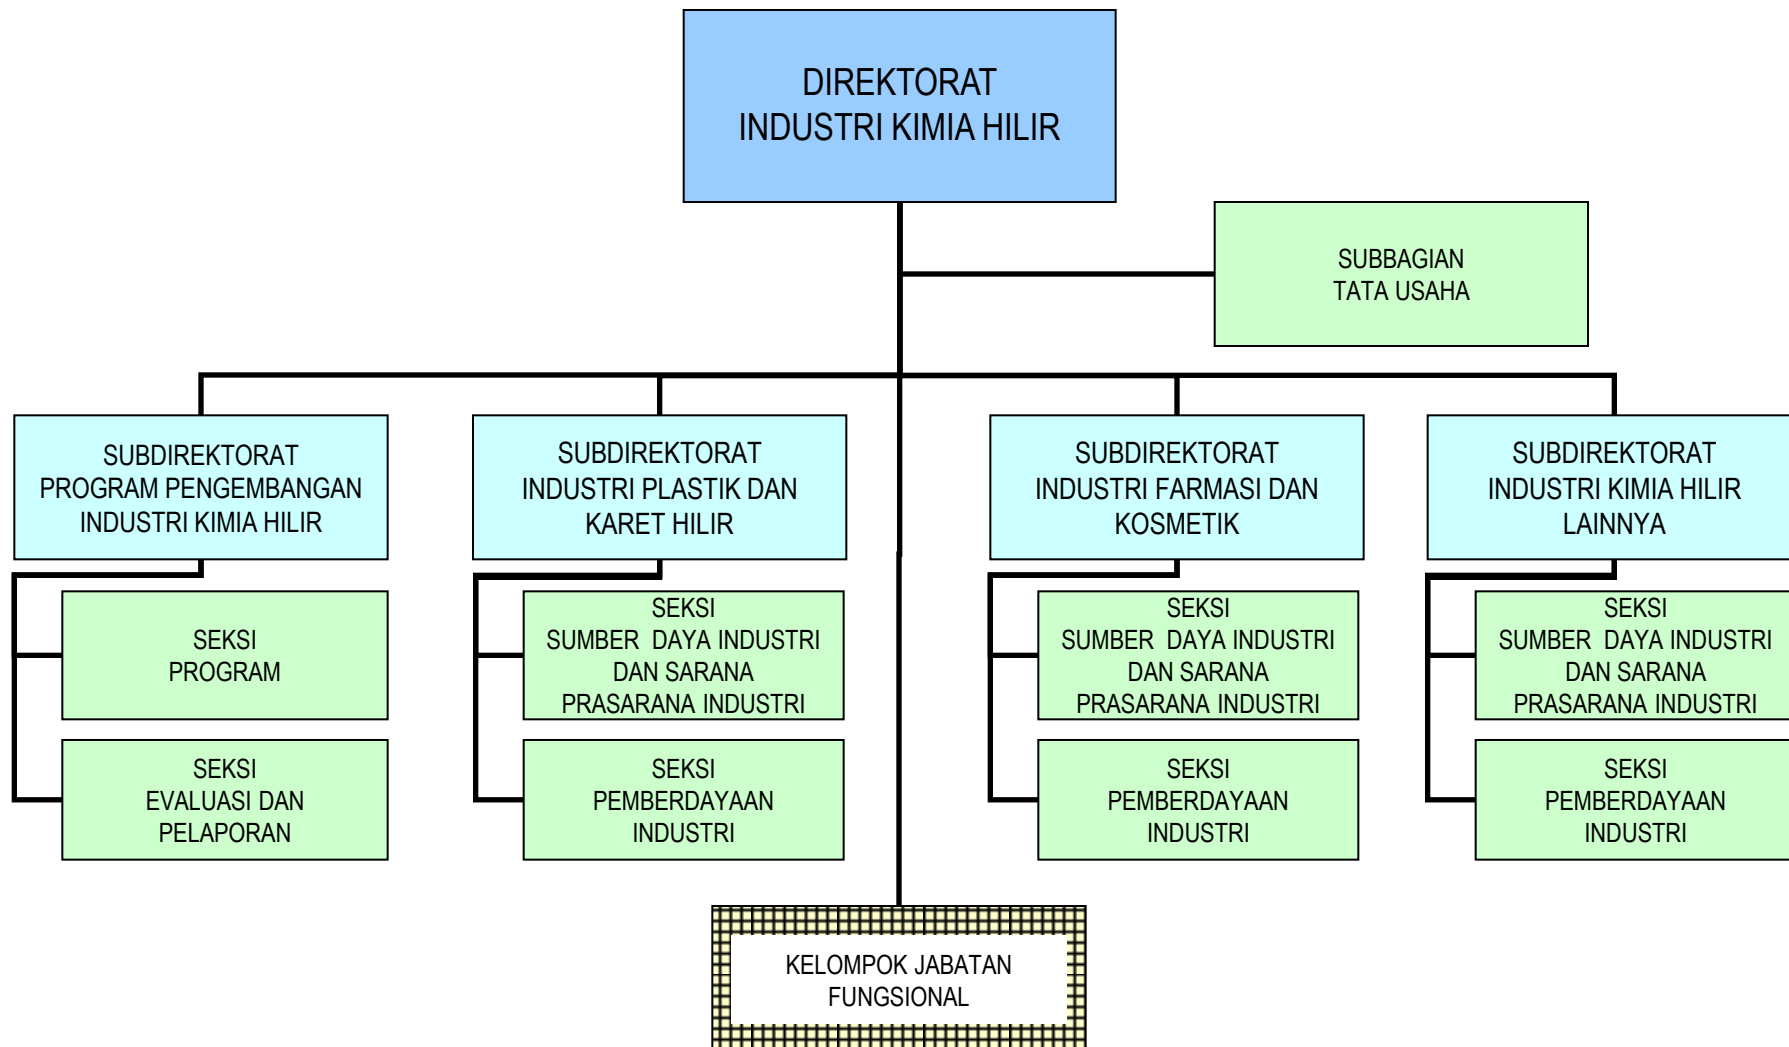 DIREKTORAT
INDUSTRI KIMIA HILIR
SUBBAGIAN
TATA USAHA
SUBDIREKTORAT
PROGRAM PENGEMBANGAN
INDUSTRI KIMIA HILIR
SUBDIREKTORAT
INDUSTRI PLASTIK DAN
KARET HILIR
SUBDIREKTORAT
INDUSTRI FARMASI DAN
KOSMETIK
SUBDIREKTORAT
INDUSTRI KIMIA HILIR
LAINNYA
SEKSI
PROGRAM
SEKSI
SUMBER DAYA INDUSTRI
DAN SARANA
PRASARANA INDUSTRI
SEKSI
SUMBER DAYA INDUSTRI
DAN SARANA
PRASARANA INDUSTRI
SEKSI
SUMBER DAYA INDUSTRI
DAN SARANA
PRASARANA INDUSTRI
SEKSI
EVALUASI DAN
PELAPORAN
SEKSI
PEMBERDAYAAN
INDUSTRI
SEKSI
PEMBERDAYAAN
INDUSTRI
SEKSI
PEMBERDAYAAN
INDUSTRI
KELOMPOK JABATAN
FUNGSIONAL